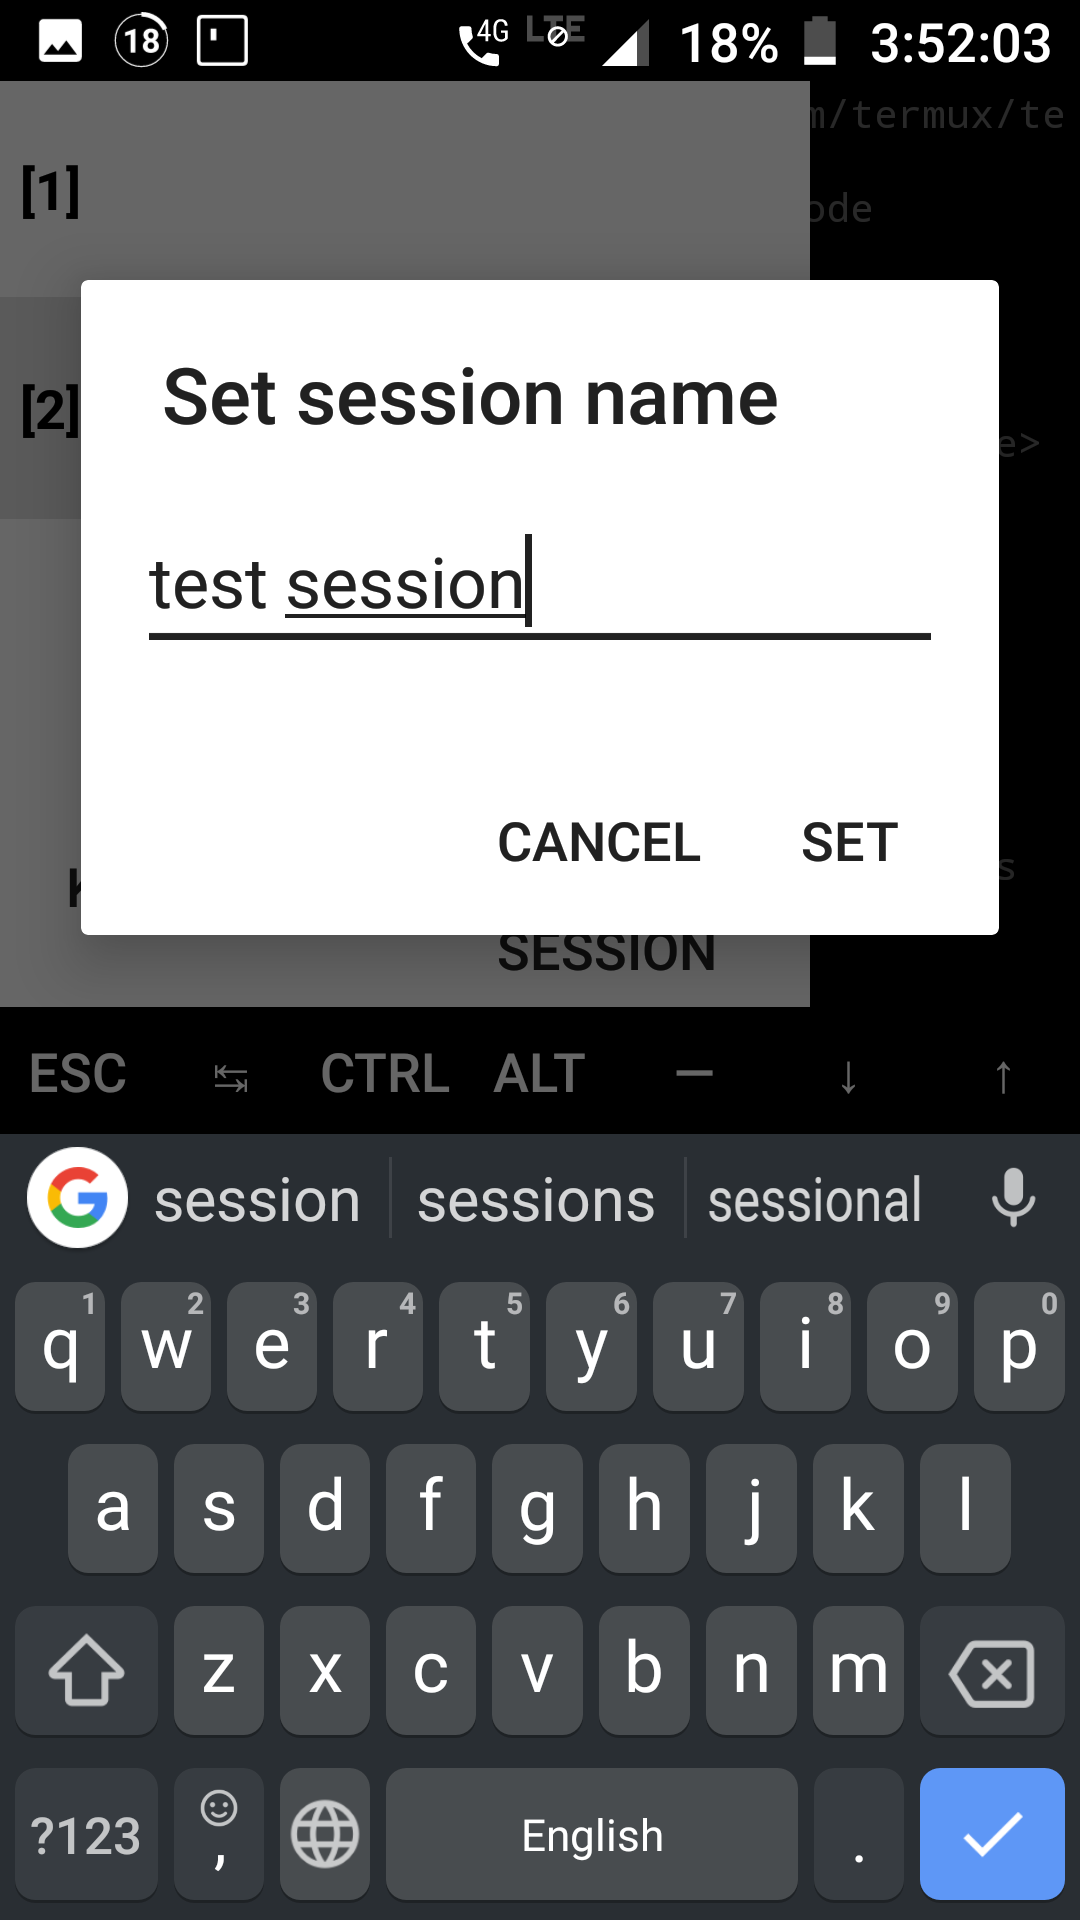 18 4G LTE 18% 3:52:03
m/termux/te
[1]
ode
Set session name
[2]
e>
test session
CANCEL SET
s
SESSION
ESC ↹ CTRL ALT — ↓ ↑
G session sessions sessional
1 2 3 4 5 6 7 8 9 0
q w e r t y u i o p
a s d f g h j k l
z x c v b n m
?123 , English .